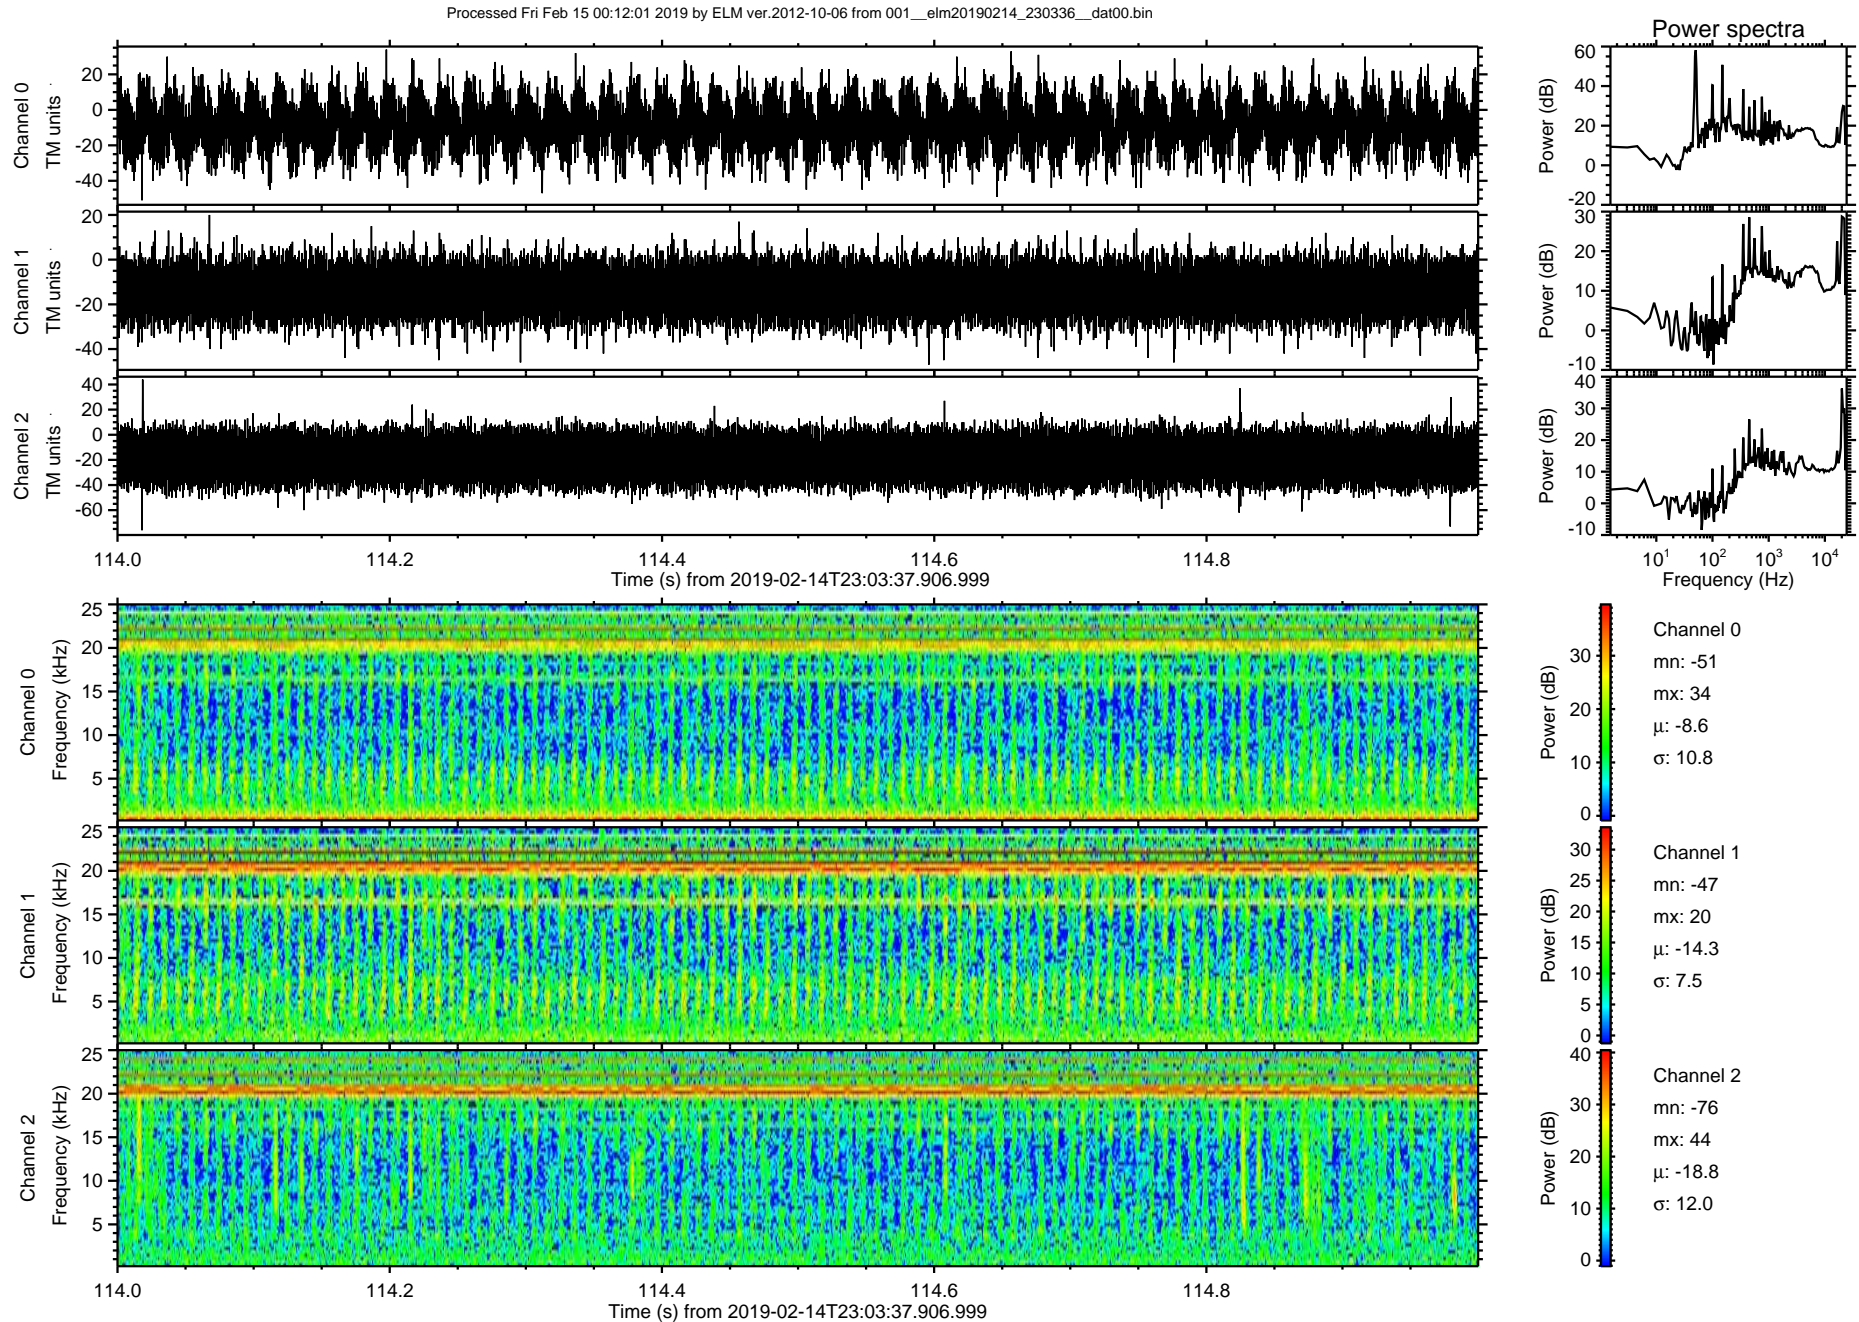 Processed Fri Feb 15 00:12:01 2019 by ELM ver.2012-10-06 from 001__elm20190214_230336__dat00.bin
Power spectra
Channel 0
TM units
20
0
-20
-40
Power (dB)
60
40
20
0
-20
Channel 1
TM units
20
0
-20
-40
Power (dB)
30
20
10
0
-10
Channel 2
TM units
40
20
0
-20
-40
-60
Power (dB)
40
30
20
10
0
-10
114.0 114.2 114.4 114.6 114.8
Time (s) from 2019-02-14T23:03:37.906.999
10¹ 10² 10³ 10⁴
Frequency (Hz)
Channel 0
Frequency (kHz)
25
20
15
10
5
Power (dB)
30
20
10
0
Channel 0
mn: -51
mx: 34
μ: -8.6
σ: 10.8
Channel 1
Frequency (kHz)
25
20
15
10
5
Power (dB)
30
25
20
15
10
5
0
Channel 1
mn: -47
mx: 20
μ: -14.3
σ: 7.5
Channel 2
Frequency (kHz)
25
20
15
10
5
Power (dB)
40
30
20
10
0
Channel 2
mn: -76
mx: 44
μ: -18.8
σ: 12.0
114.0 114.2 114.4 114.6 114.8
Time (s) from 2019-02-14T23:03:37.906.999